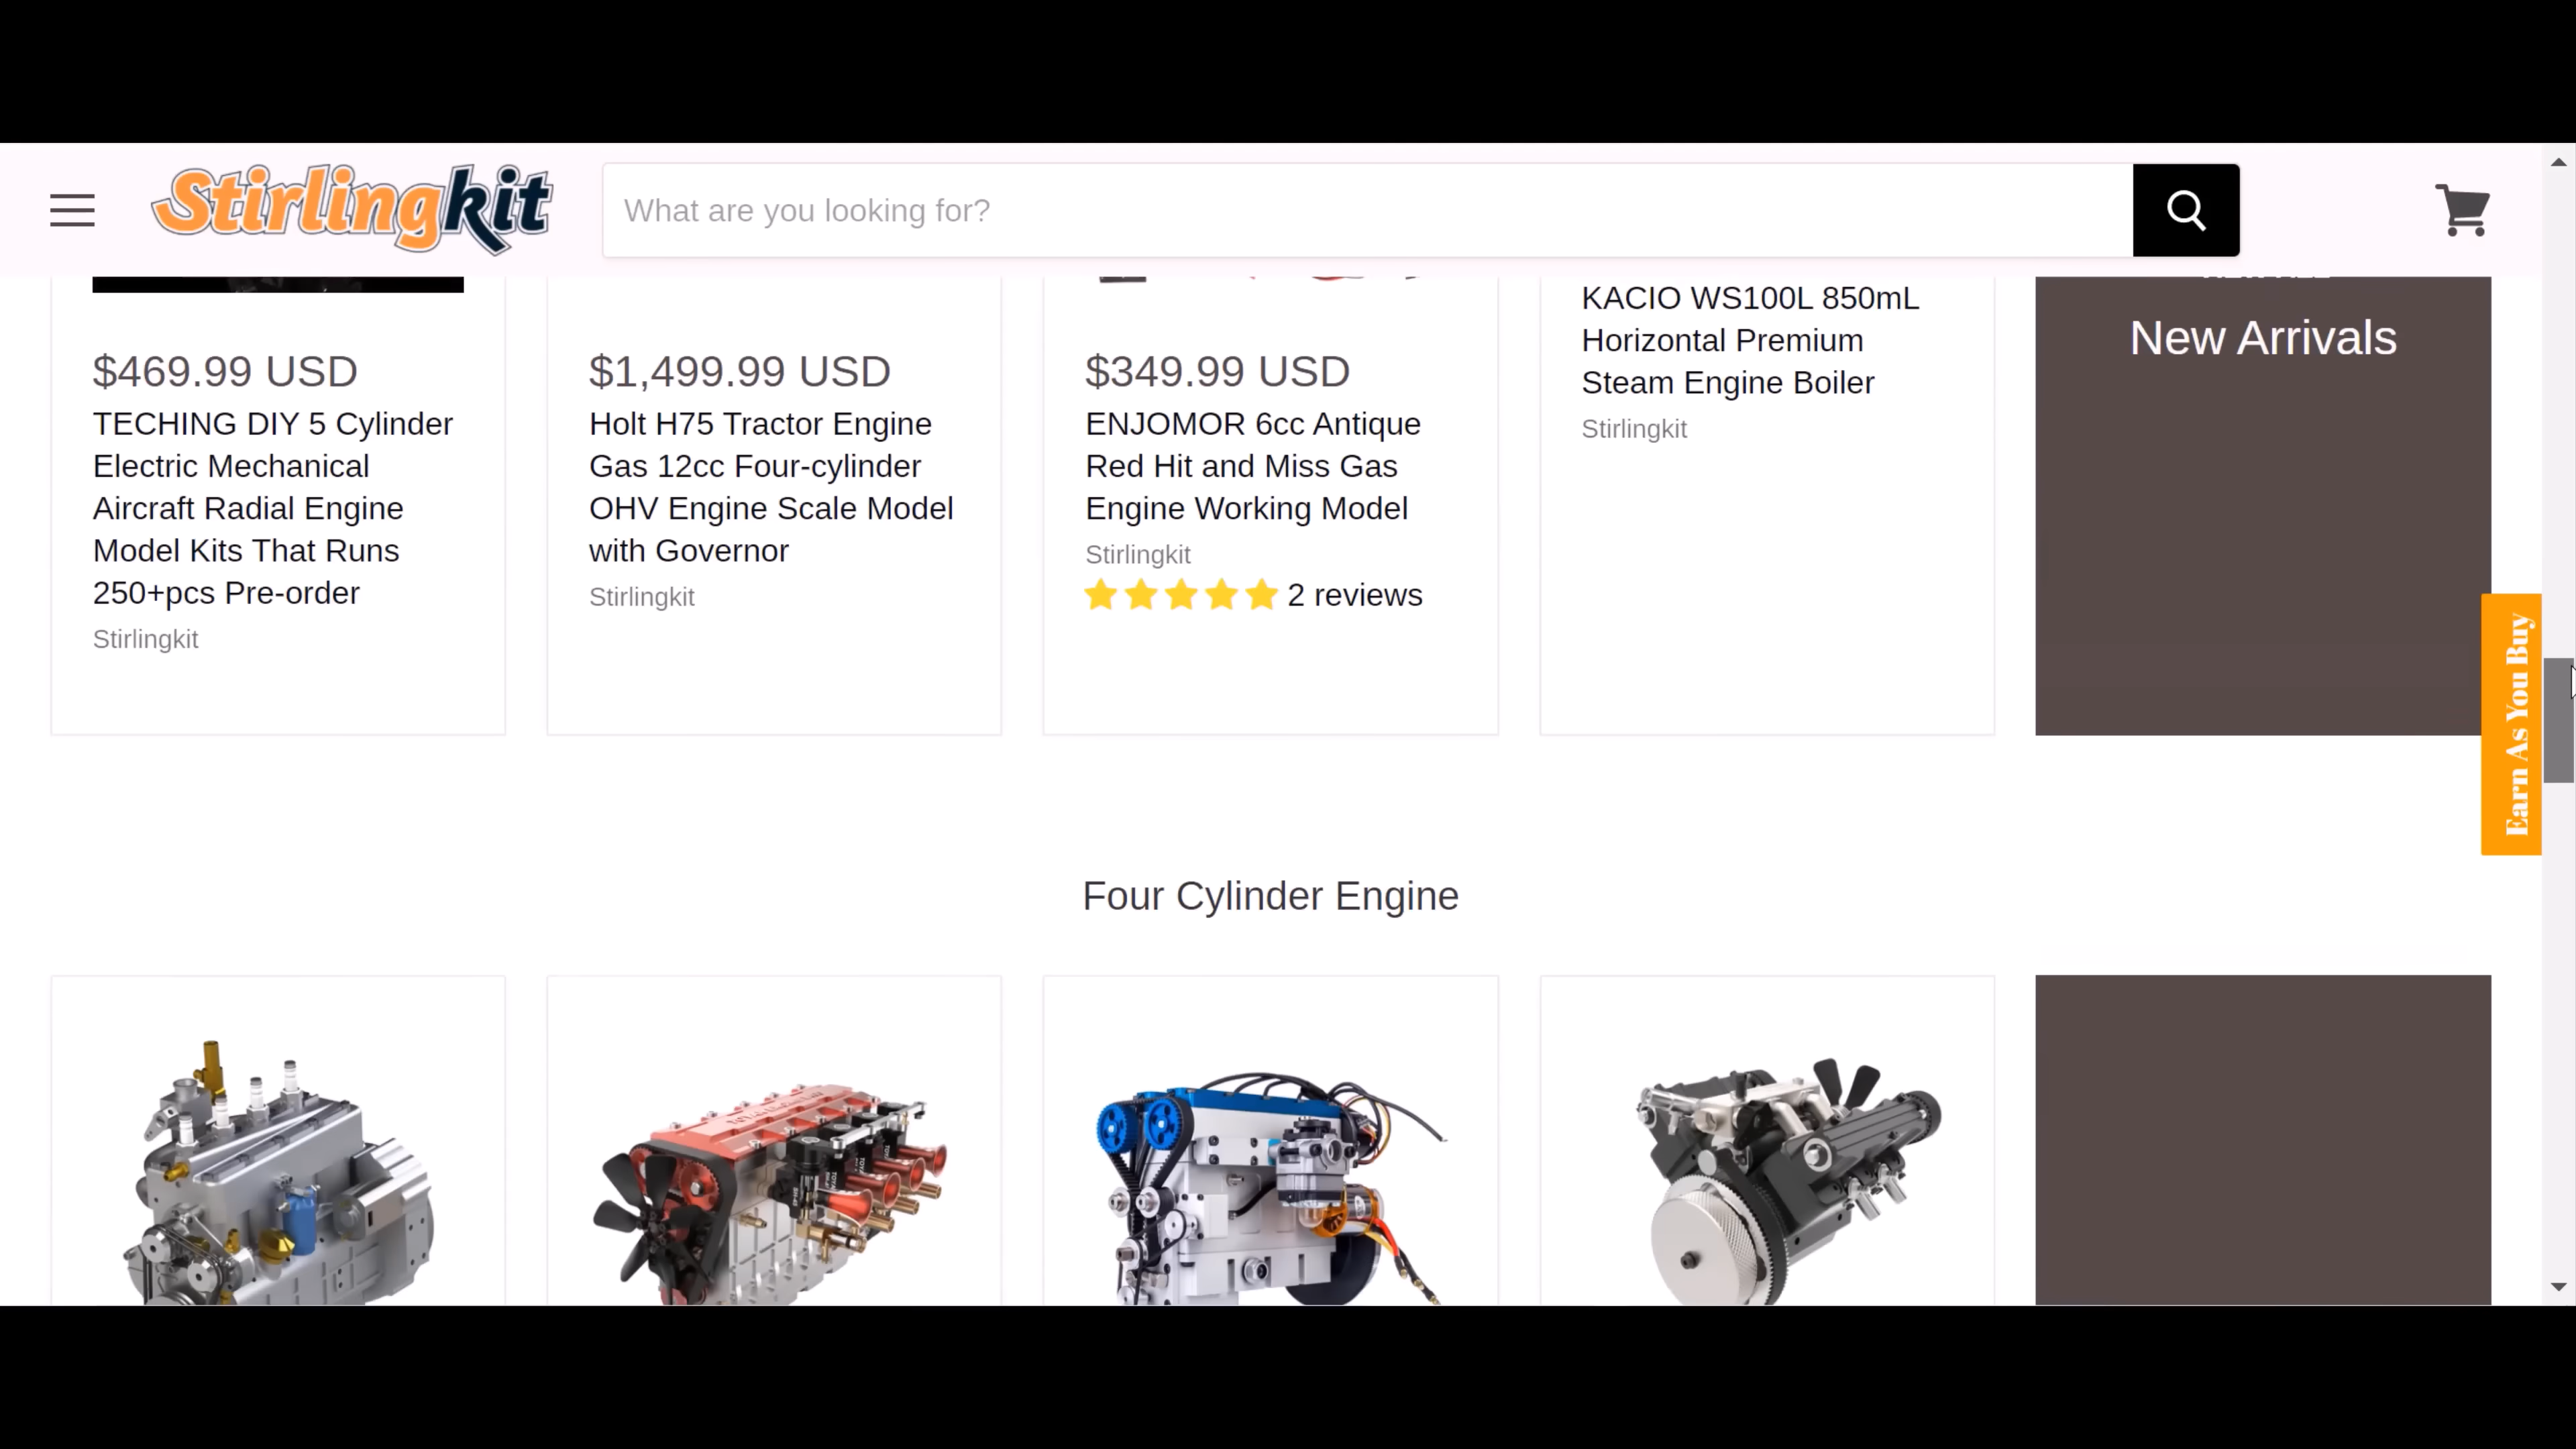 Stirlingkit
What are you looking for?
$469.99 USD
TECHING DIY 5 Cylinder
Electric Mechanical
Aircraft Radial Engine
Model Kits That Runs
250+pcs Pre-order
Stirlingkit
$1,499.99 USD
Holt H75 Tractor Engine
Gas 12cc Four-cylinder
OHV Engine Scale Model
with Governor
Stirlingkit
$349.99 USD
ENJOMOR 6cc Antique
Red Hit and Miss Gas
Engine Working Model
Stirlingkit
2 reviews
KACIO WS100L 850mL
Horizontal Premium
Steam Engine Boiler
Stirlingkit
New Arrivals
Earn As You Buy
Four Cylinder Engine